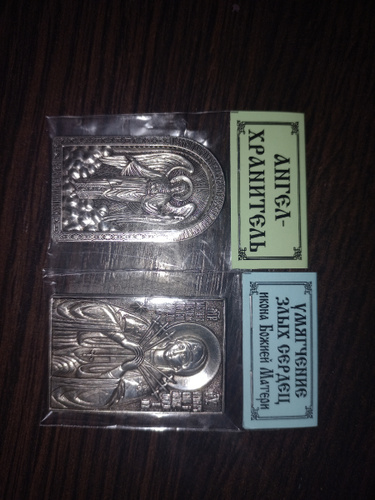 АНГЕЛ-
ХРАНИТЕЛЬ
УМЯГЧЕНИЕ
ЗЛЫХ СЕРДЕЦ
икона Божией Матери